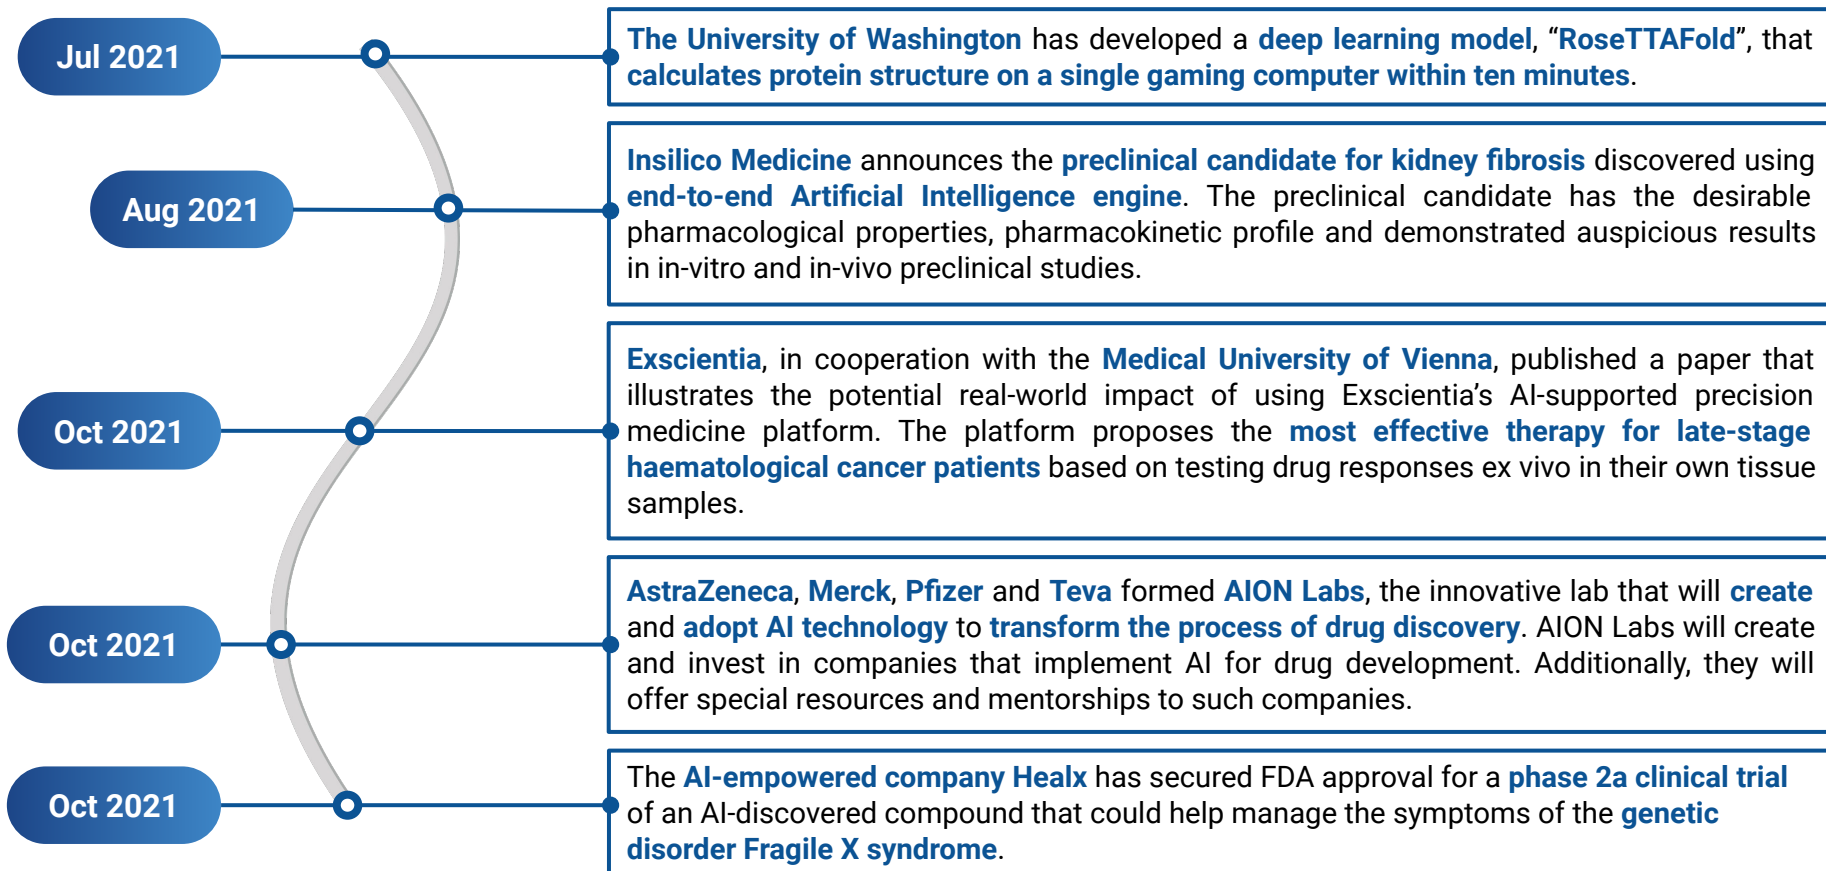 Jul 2021
The University of Washington has developed a deep learning model, “RoseTTAFold”, that
calculates protein structure on a single gaming computer within ten minutes.
Aug 2021
Insilico Medicine announces the preclinical candidate for kidney fibrosis discovered using
end-to-end Artificial Intelligence engine. The preclinical candidate has the desirable
pharmacological properties, pharmacokinetic profile and demonstrated auspicious results
in in-vitro and in-vivo preclinical studies.
Oct 2021
Exscientia, in cooperation with the Medical University of Vienna, published a paper that
illustrates the potential real-world impact of using Exscientia’s AI-supported precision
medicine platform. The platform proposes the most effective therapy for late-stage
haematological cancer patients based on testing drug responses ex vivo in their own tissue
samples.
Oct 2021
AstraZeneca, Merck, Pfizer and Teva formed AION Labs, the innovative lab that will create
and adopt AI technology to transform the process of drug discovery. AION Labs will create
and invest in companies that implement AI for drug development. Additionally, they will
offer special resources and mentorships to such companies.
Oct 2021
The AI-empowered company Healx has secured FDA approval for a phase 2a clinical trial
of an AI-discovered compound that could help manage the symptoms of the genetic
disorder Fragile X syndrome.